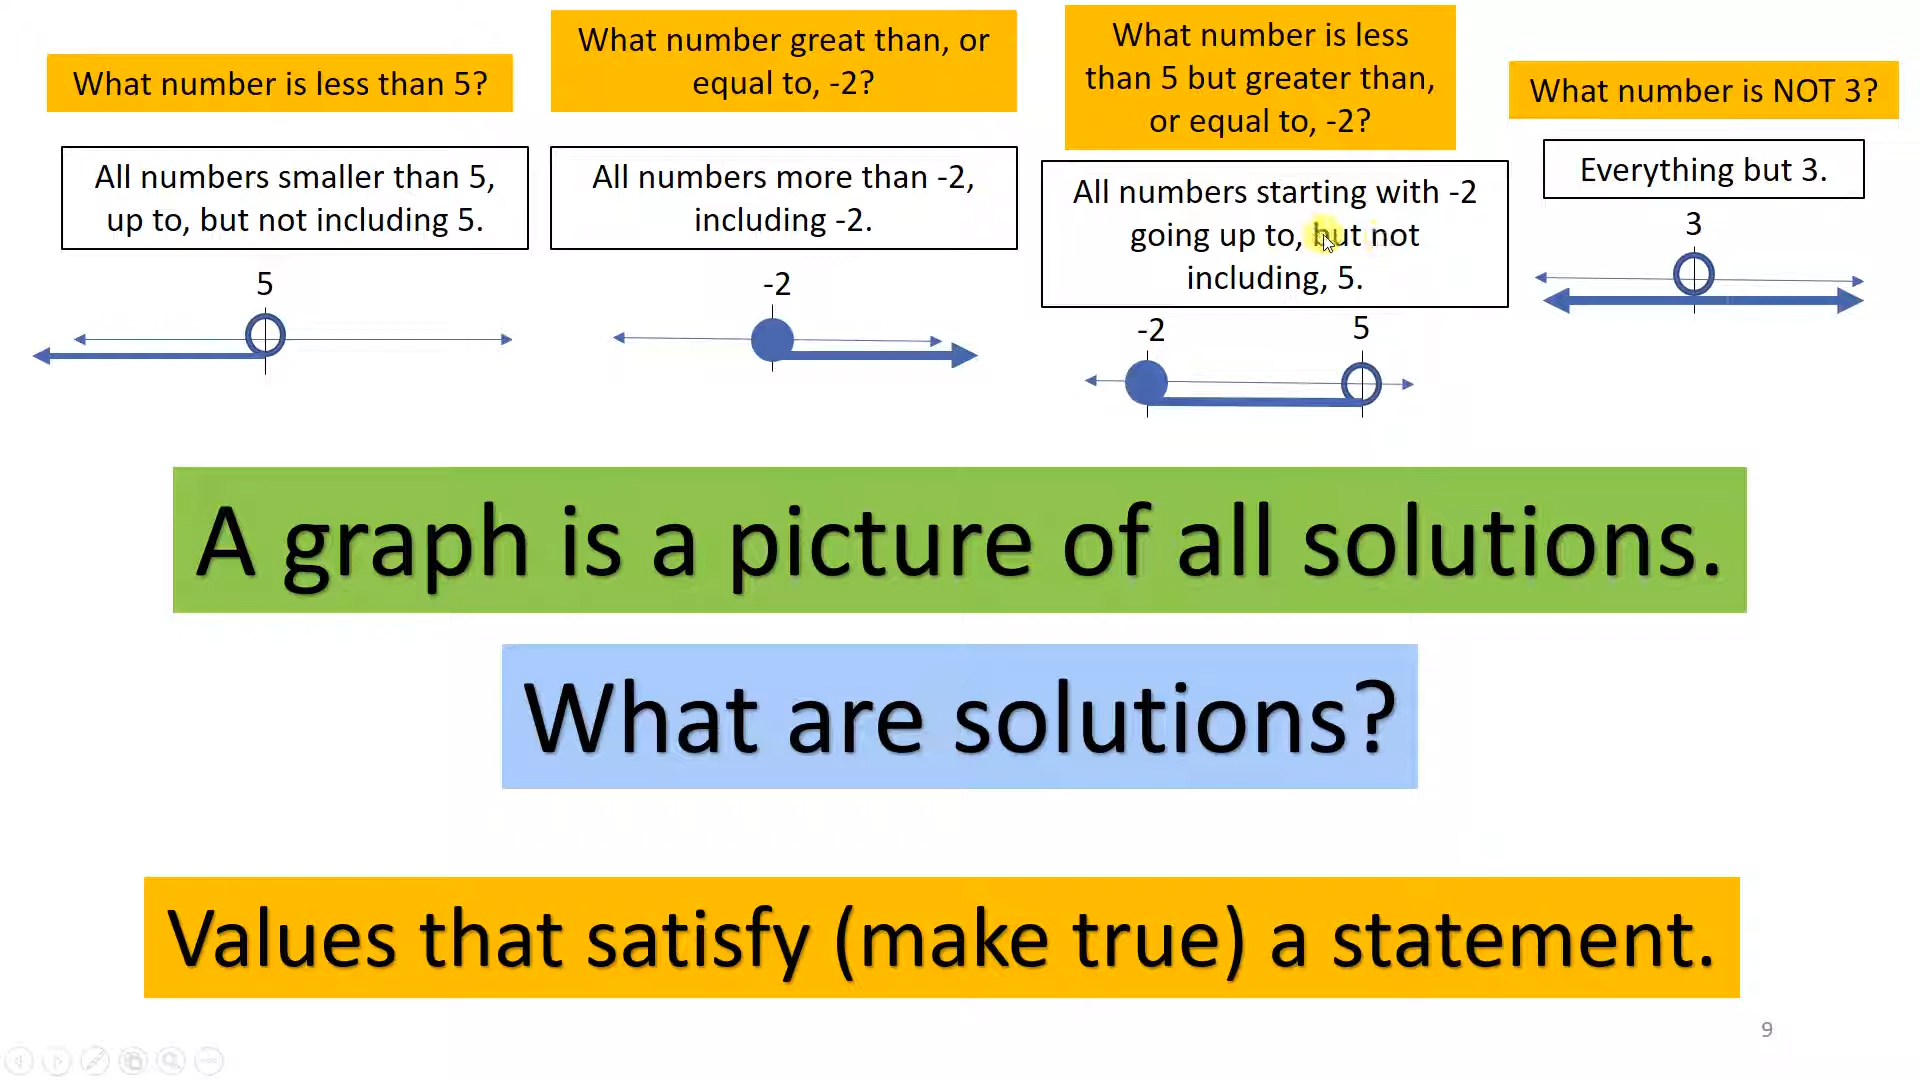 What number is less than 5?
All numbers smaller than 5,
up to, but not including 5.
5
What number great than, or
equal to, -2?
All numbers more than -2,
including -2.
-2
What number is less
than 5 but greater than,
or equal to, -2?
All numbers starting with -2
going up to, but not
including, 5.
-2 5
What number is NOT 3?
Everything but 3.
3
A graph is a picture of all solutions.
What are solutions?
Values that satisfy (make true) a statement.
9